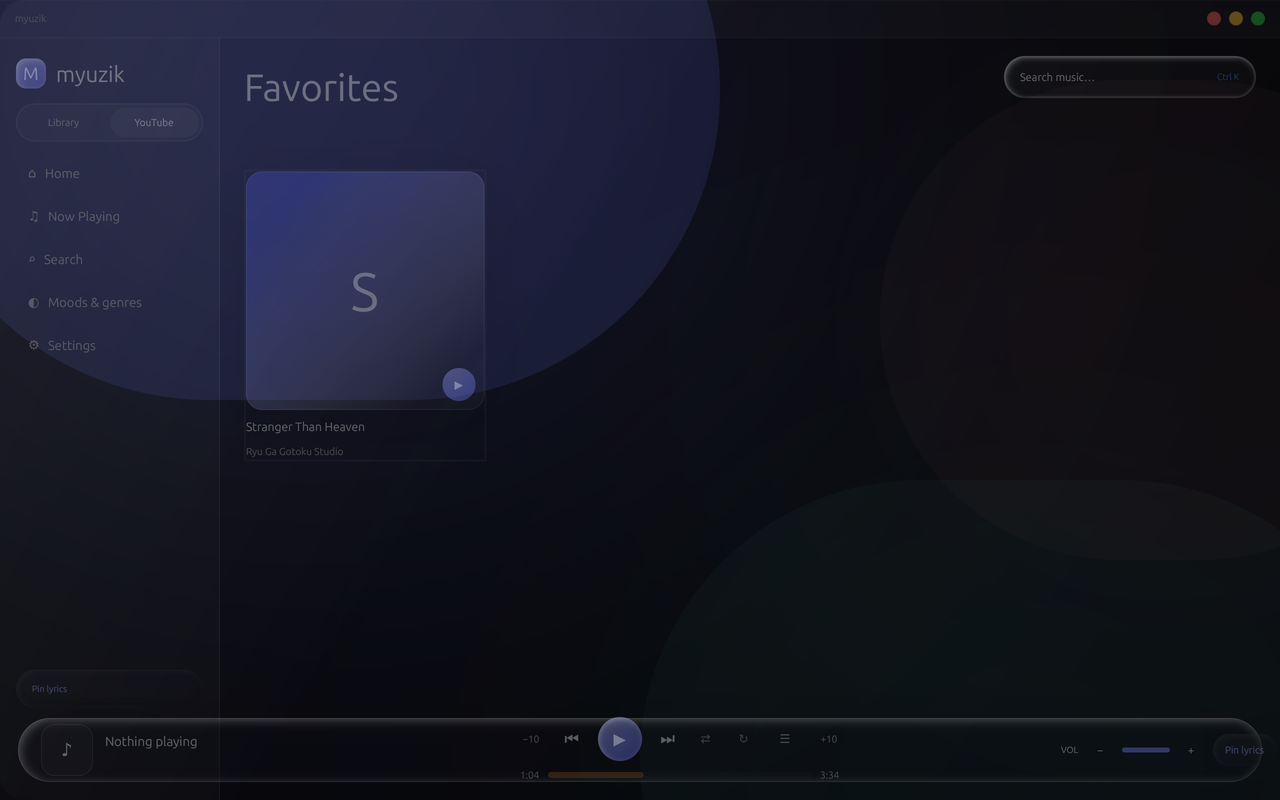 myuzik
M myuzik
Library YouTube
Home
Now Playing
Search
Moods & genres
Settings
Pin lyrics
Favorites
Search music... Ctrl K
S
Stranger Than Heaven
Ryu Ga Gotoku Studio
Nothing playing
−10
+10
1:04
3:34
VOL − +
Pin lyrics